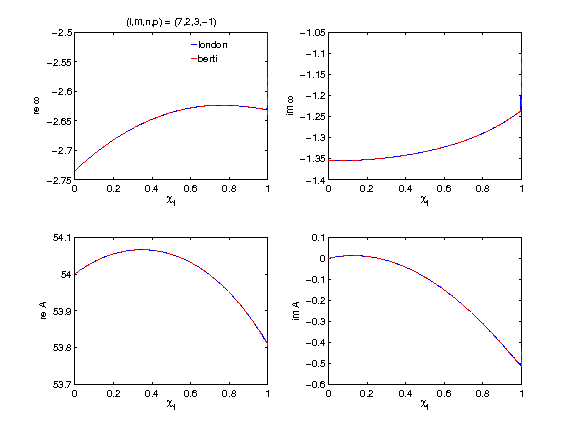 (l,m,n,p) = (7,2,3,−1)
−2.5
−2.55
−2.6
−2.65
−2.7
−2.75
re ω
0 0.2 0.4 0.6 0.8 1
χf
london
berti
−1.05
−1.1
−1.15
−1.2
−1.25
−1.3
−1.35
−1.4
im ω
0 0.2 0.4 0.6 0.8 1
χf
54.1
54
53.9
53.8
53.7
re A
0 0.2 0.4 0.6 0.8 1
χf
0.1
0
−0.1
−0.2
−0.3
−0.4
−0.5
−0.6
im A
0 0.2 0.4 0.6 0.8 1
χf